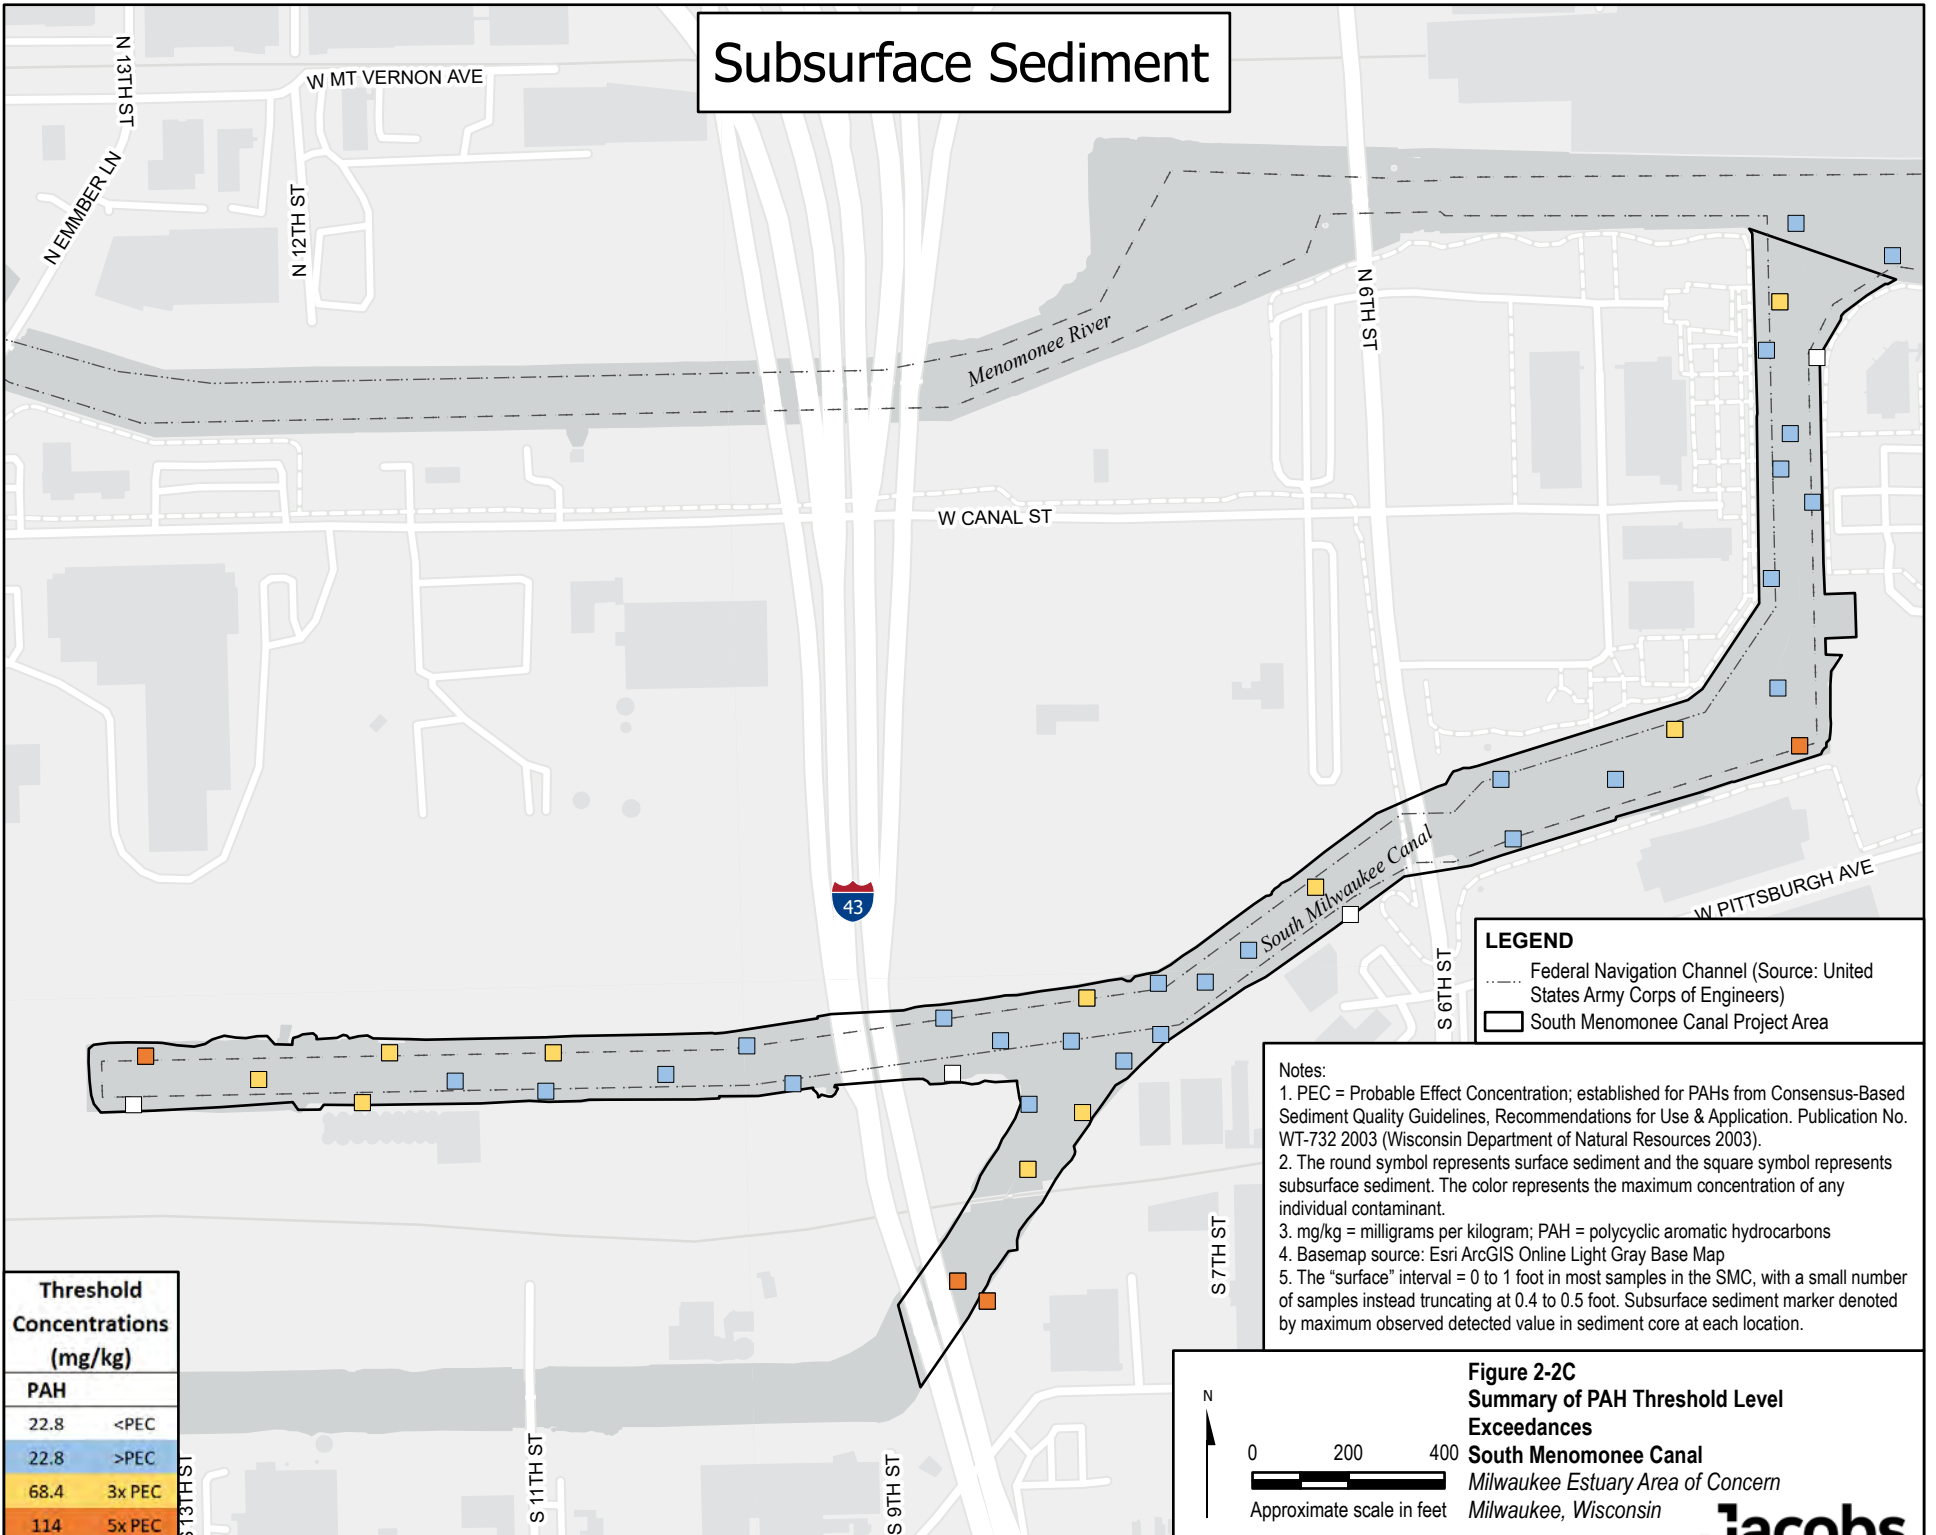 Subsurface Sediment
N 13TH ST
W MT VERNON AVE
N EMMBER LN
N 12TH ST
N 6TH ST
Menomonee River
W CANAL ST
43
South Milwaukee Canal
W PITTSBURGH AVE
S 6TH ST
S 7TH ST
S 13TH ST
S 11TH ST
S 9TH ST
LEGEND
Federal Navigation Channel (Source: United
States Army Corps of Engineers)
South Menomonee Canal Project Area
Notes:
1. PEC = Probable Effect Concentration; established for PAHs from Consensus-Based
Sediment Quality Guidelines, Recommendations for Use & Application. Publication No.
WT-732 2003 (Wisconsin Department of Natural Resources 2003).
2. The round symbol represents surface sediment and the square symbol represents
subsurface sediment. The color represents the maximum concentration of any
individual contaminant.
3. mg/kg = milligrams per kilogram; PAH = polycyclic aromatic hydrocarbons
4. Basemap source: Esri ArcGIS Online Light Gray Base Map
5. The “surface” interval = 0 to 1 foot in most samples in the SMC, with a small number
of samples instead truncating at 0.4 to 0.5 foot. Subsurface sediment marker denoted
by maximum observed detected value in sediment core at each location.
Threshold
Concentrations
(mg/kg)
PAH
22.8 <PEC
22.8 >PEC
68.4 3x PEC
114 5x PEC
N
0 200 400
Approximate scale in feet
Figure 2-2C
Summary of PAH Threshold Level
Exceedances
South Menomonee Canal
Milwaukee Estuary Area of Concern
Milwaukee, Wisconsin
Jacobs